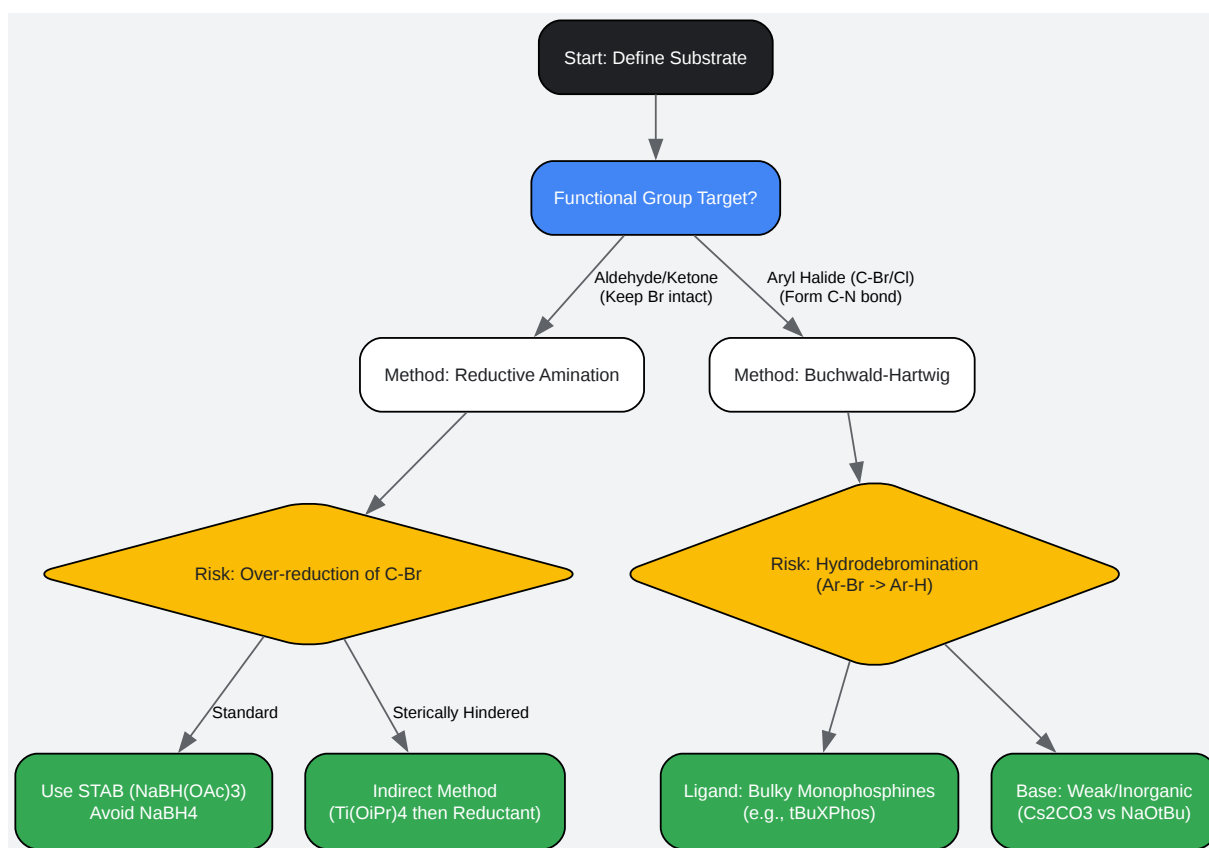 Start: Define Substrate
Functional Group Target?
Aldehyde/Ketone
(Keep Br intact)
Aryl Halide (C-Br/Cl)
(Form C-N bond)
Method: Reductive Amination
Method: Buchwald-Hartwig
Risk: Over-reduction of C-Br
Risk: Hydrodebromination
(Ar-Br -> Ar-H)
Standard
Sterically Hindered
Use STAB (NaBH(OAc)3)
Avoid NaBH4
Indirect Method
(Ti(OiPr)4 then Reductant)
Ligand: Bulky Monophosphines
(e.g., tBuXPhos)
Base: Weak/Inorganic
(Cs2CO3 vs NaOtBu)